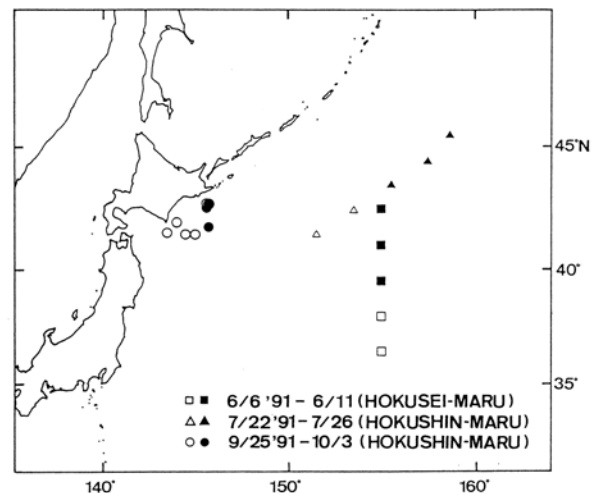 45°N
40°
35°
□ ■ 6/6 '91 - 6/11 (HOKUSEI-MARU)
△ ▲ 7/22 '91 - 7/26 (HOKUSHIN-MARU)
○ ● 9/25 '91 - 10/3 (HOKUSHIN-MARU)
140° 150° 160°